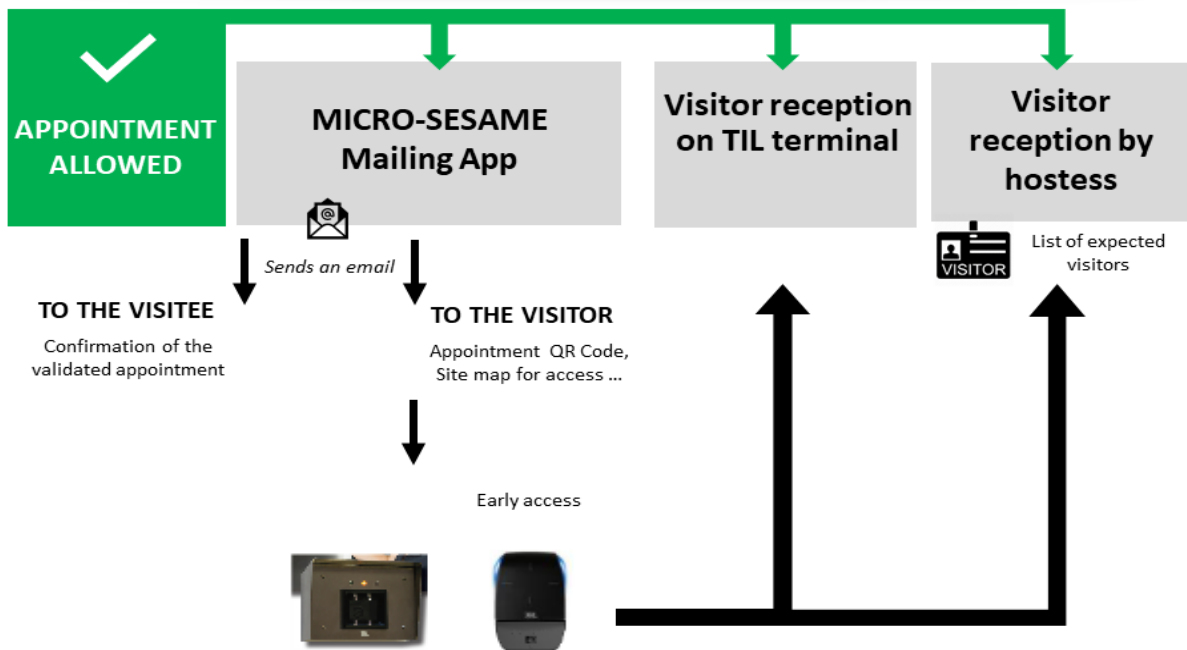 APPOINTMENT
ALLOWED
MICRO-SESAME
Mailing App
Visitor reception
on TIL terminal
Visitor
reception by
hostess
@
Sends an email
VISITOR
List of expected
visitors
TO THE VISITEE
Confirmation of the
validated appointment
TO THE VISITOR
Appointment QR Code,
Site map for access ...
Early access